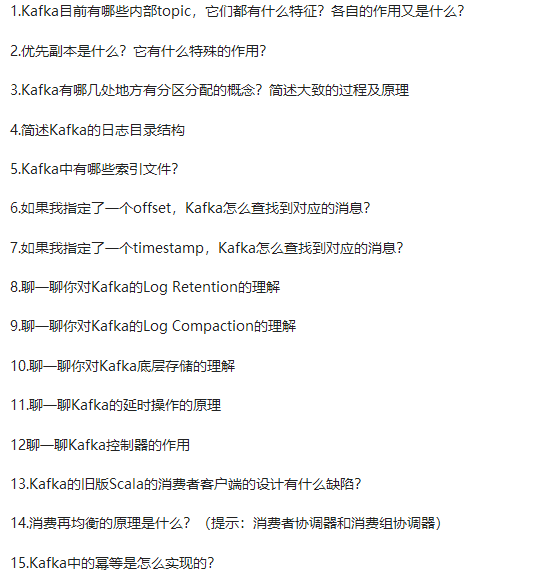 1.Kafka目前有哪些内部topic，它们都有什么特征？各自的作用又是什么？
2.优先副本是什么？它有什么特殊的作用？
3.Kafka有哪几处地方有分区分配的概念？简述大致的过程及原理
4.简述Kafka的日志目录结构
5.Kafka中有哪些索引文件？
6.如果我指定了一个offset，Kafka怎么查找到对应的消息？
7.如果我指定了一个timestamp，Kafka怎么查找到对应的消息？
8.聊一聊你对Kafka的Log Retention的理解
9.聊一聊你对Kafka的Log Compaction的理解
10.聊一聊你对Kafka底层存储的理解
11.聊一聊Kafka的延时操作的原理
12聊一聊Kafka控制器的作用
13.Kafka的旧版Scala的消费者客户端的设计有什么缺陷？
14.消费再均衡的原理是什么？（提示：消费者协调器和消费组协调器）
15.Kafka中的幂等是怎么实现的？